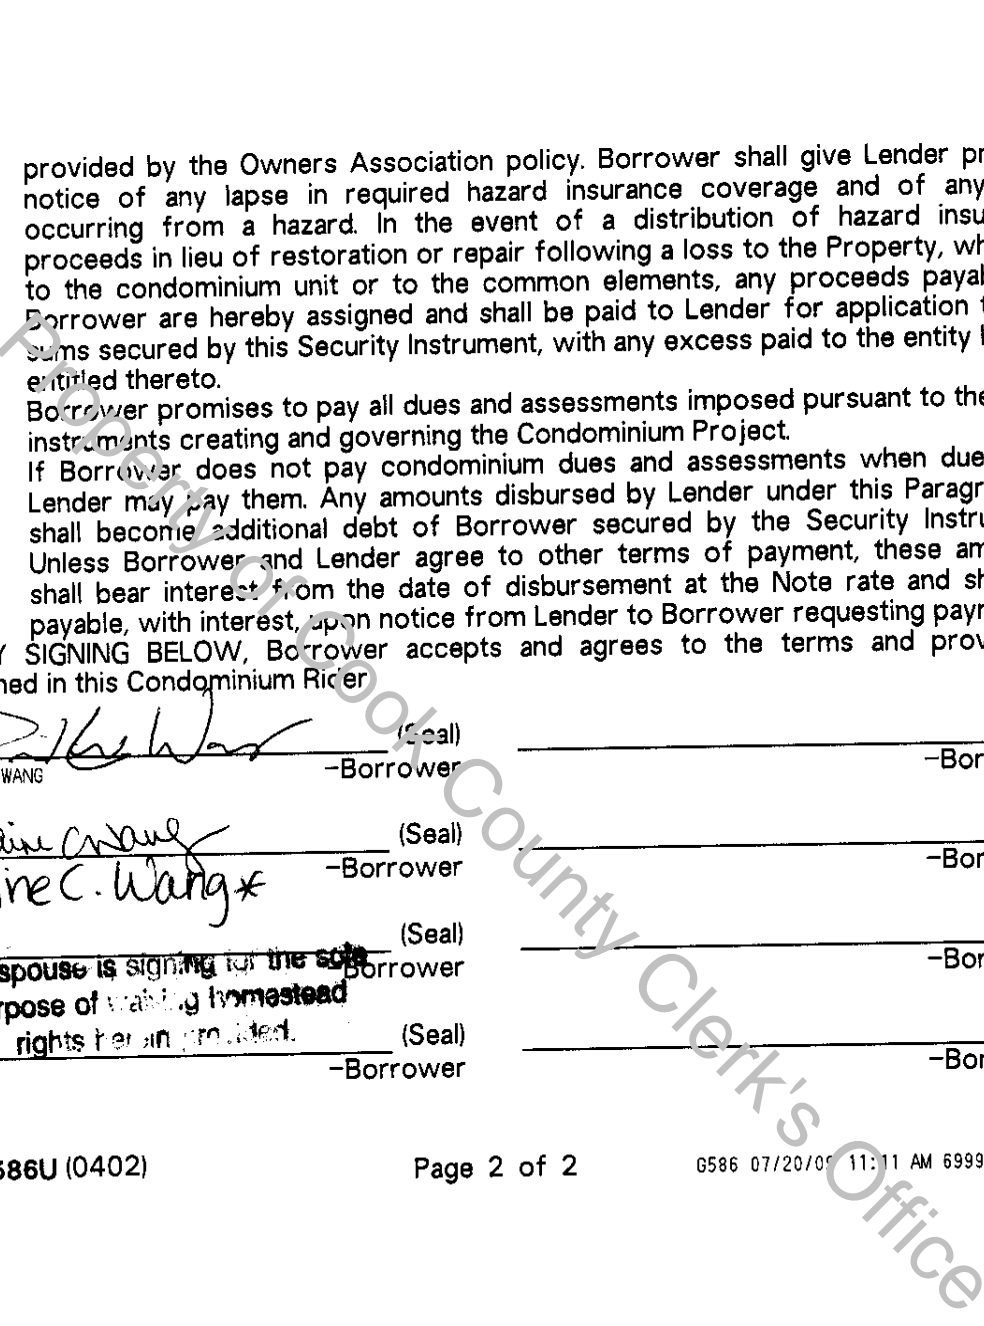 provided by the Owners Association policy. Borrower shall give Lender pr
notice of any lapse in required hazard insurance coverage and of any
occurring from a hazard. In the event of a distribution of hazard insu
proceeds in lieu of restoration or repair following a loss to the Property, wh
to the condominium unit or to the common elements, any proceeds payal
Borrower are hereby assigned and shall be paid to Lender for application t
sums secured by this Security Instrument, with any excess paid to the entity l
entitled thereto.
Borrower promises to pay all dues and assessments imposed pursuant to the
instruments creating and governing the Condominium Project.
If Borrower does not pay condominium dues and assessments when due
Lender may pay them. Any amounts disbursed by Lender under this Paragr
shall become additional debt of Borrower secured by the Security Instru
Unless Borrower and Lender agree to other terms of payment, these am
shall bear interest from the date of disbursement at the Note rate and sh
payable, with interest, upon notice from Lender to Borrower requesting payr
Y SIGNING BELOW, Borrower accepts and agrees to the terms and prov
ned in this Condominium Rider
(Seal)
WANG -Borrower -Bor
aine C Wang (Seal)
-Borrower -Bor
ine C. Wang*
(Seal)
spouse is signing for the sole
-Borrower -Bor
rpose of waiving homestead
rights herein provided. (Seal)
-Borrower -Bor
586U (0402) Page 2 of 2 G586 07/20/09 11:11 AM 6999
Property of Cook County Clerk's Office